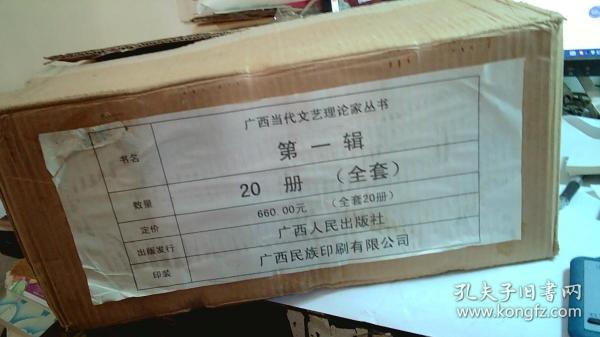 书名
广西当代文艺理论家丛书
第一辑
数量
20 册 （全套）
定价
660.00元 （全套20册）
出版发行
广西人民出版社
印装
广西民族印刷有限公司
孔夫子旧书网
www.kongfz.com